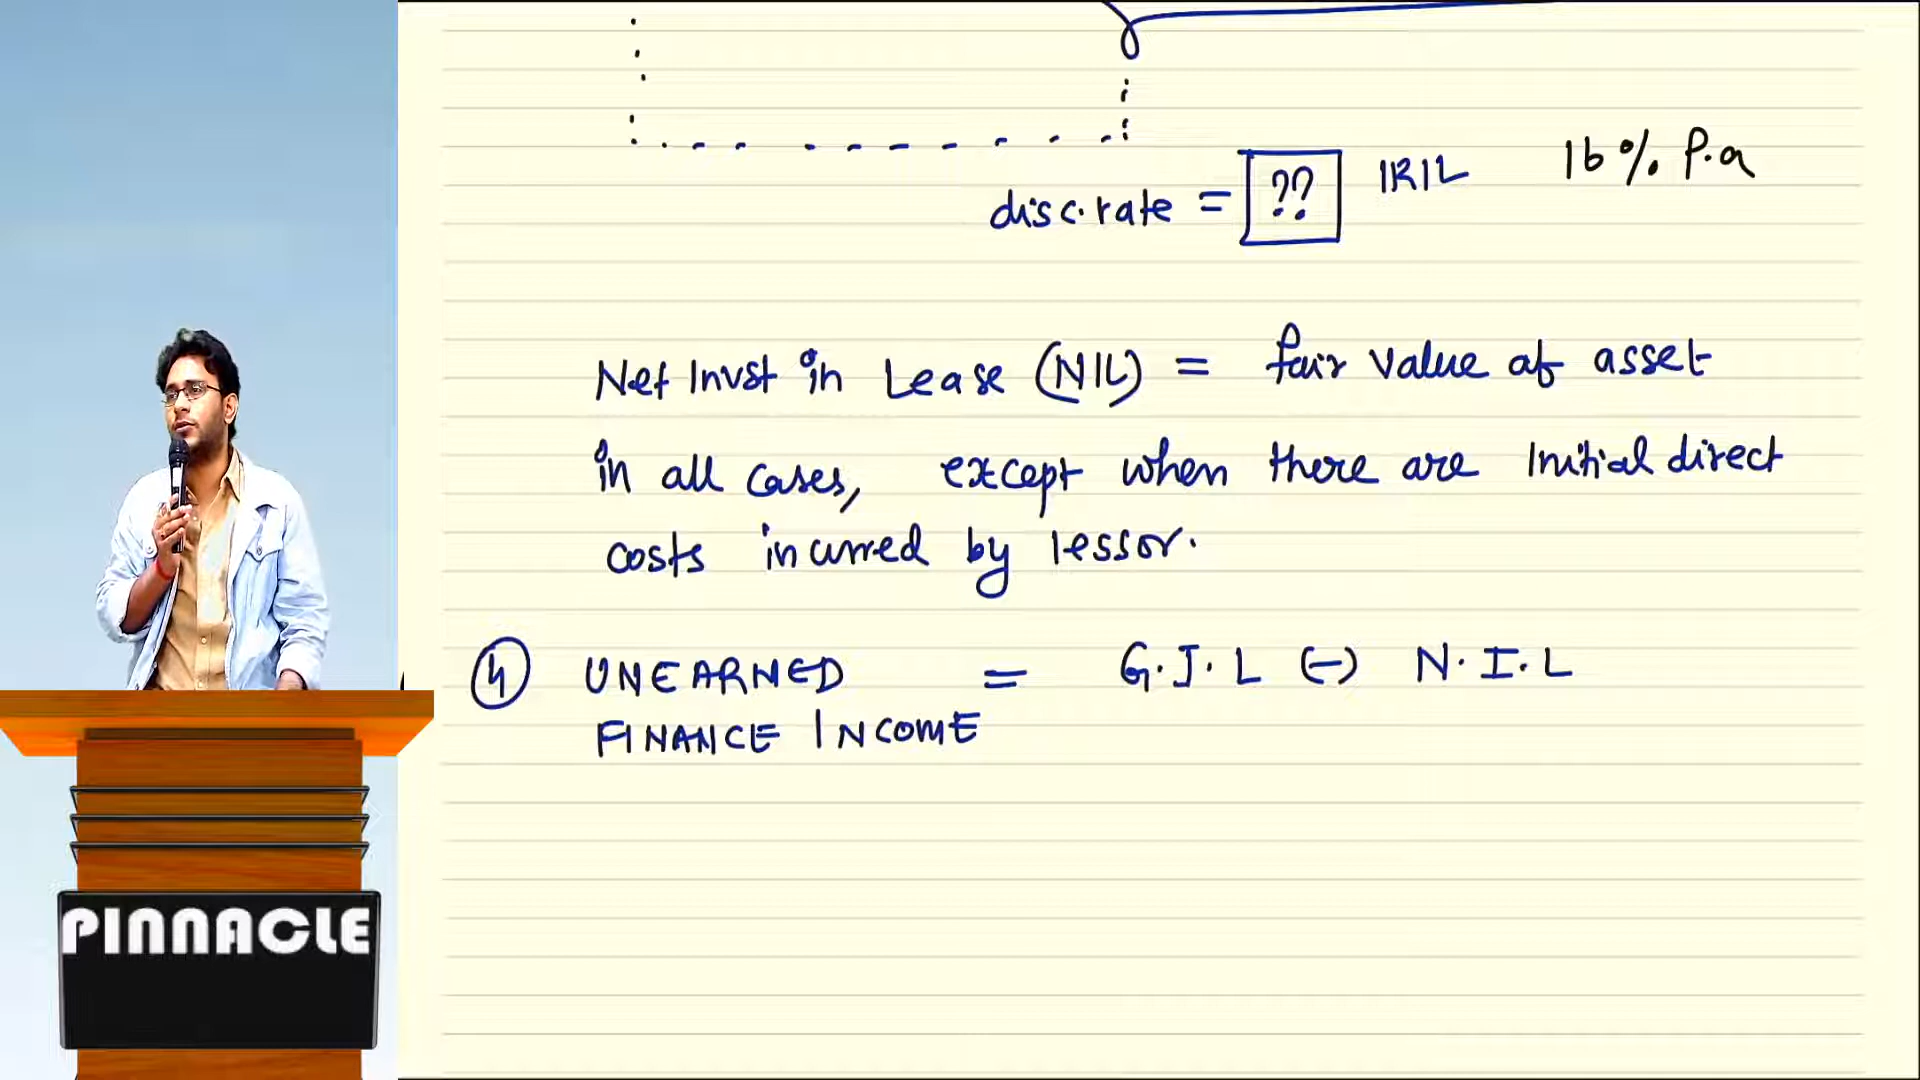 disc. rate = ?? IRIL 16% P.a
Net Invst in Lease (NIL) = fair value of asset
in all cases, except when there are Initial direct
costs incurred by lessor.
④ UNEARNED = G.I.L (-) N.I.L
FINANCE INCOME
PINNACLE